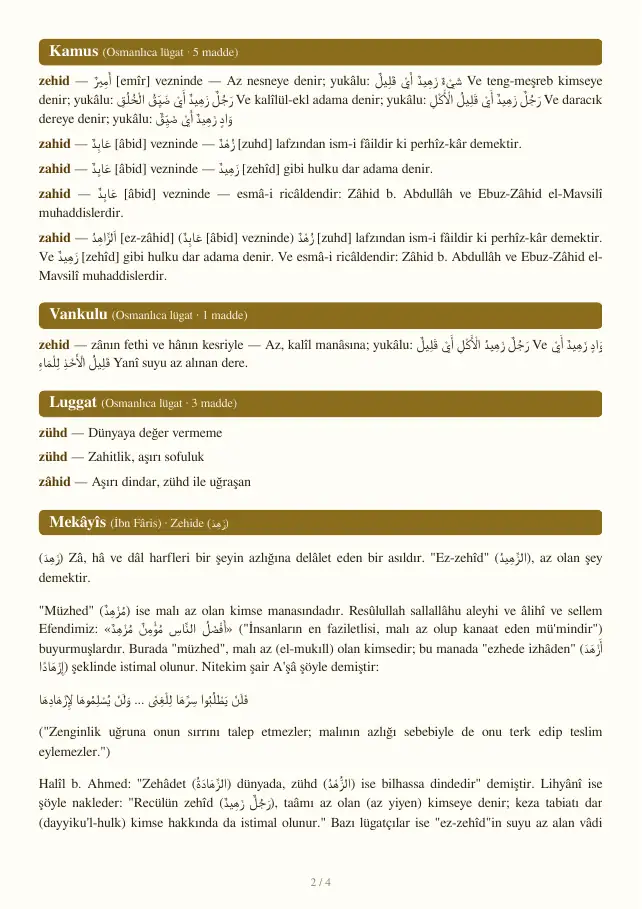 Kamus (Osmanlıca lügat · 5 madde)
zehid — أَمِيرٌ [emîr] vezninde — Az nesneye denir; yukâlu: شَيْءٌ زَهِيدٌ أَيْ قَلِيلٌ Ve teng-meşreb kimseye
denir; yukâlu: رَجُلٌ زَهِيدٌ أَيْ ضَيِّقُ الْخُلُقِ Ve kalîlül-ekl adama denir; yukâlu: رَجُلٌ زَهِيدٌ أَيْ قَلِيلُ الْأَكْلِ Ve daracık
dereye denir; yukâlu: وَادٍ زَهِيدٌ أَيْ ضَيِّقٌ
zahid — عَابِدٌ [âbid] vezninde — زُهْدٌ [zuhd] lafzından ism-i fâildir ki perhîz-kâr demektir.
zahid — عَابِدٌ [âbid] vezninde — زَهِيدٌ [zehîd] gibi hulku dar adama denir.
zahid — عَابِدٌ [âbid] vezninde — esmâ-i ricâldendir: Zâhid b. Abdullâh ve Ebuz-Zâhid el-Mavsilî
muhaddislerdir.
zahid — اَلزَّاهِدُ [ez-zâhid] (عَابِدٌ [âbid] vezninde) زُهْدٌ [zuhd] lafzından ism-i fâildir ki perhîz-kâr demektir.
Ve زَهِيدٌ [zehîd] gibi hulku dar adama denir. Ve esmâ-i ricâldendir: Zâhid b. Abdullâh ve Ebuz-Zâhid el-
Mavsilî muhaddislerdir.
Vankulu (Osmanlıca lügat · 1 madde)
zehid — zânın fethi ve hânın kesriyle — Az, kalîl manâsına; yukâlu: رَجُلٌ زَهِيدُ الْأَكْلِ أَيْ قَلِيلٌ Ve وَادٍ زَهِيدٌ أَيْ
قَلِيلُ الْأَخْذِ لِلْمَاءِ Yanî suyu az alınan dere.
Luggat (Osmanlıca lügat · 3 madde)
zühd — Dünyaya değer vermeme
zühd — Zahitlik, aşırı sofuluk
zâhid — Aşırı dindar, zühd ile uğraşan
Mekâyîs (İbn Fâris) · Zehide (زَهِدَ)
(زَهِدَ) Zâ, hâ ve dâl harfleri bir şeyin azlığına delâlet eden bir asıldır. "Ez-zehîd" (الزَّهِيدُ), az olan şey
demektir.
"Müzhed" (مُزْهِدٌ) ise malı az olan kimse manasındadır. Resûlullah sallallâhu aleyhi ve âlihî ve sellem
Efendimiz: «أَفْضَلُ النَّاسِ مُؤْمِنٌ مُزْهِدٌ» ("İnsanların en faziletlisi, malı az olup kanaat eden mü'mindir")
buyurmuşlardır. Burada "müzhed", malı az (el-mukıll) olan kimsedir; bu manada "ezhede izhâden" (أَزْهَدَ
إِزْهَادًا) şeklinde istimal olunur. Nitekim şair A'şâ şöyle demiştir:
فَلَنْ يَطْلُبُوا سِرَّهَا لِلْغِنَى ... وَلَنْ يُسْلِمُوهَا لِإِزْهَادِهَا
("Zenginlik uğruna onun sırrını talep etmezler; malının azlığı sebebiyle de onu terk edip teslim
eylemezler.")
Halîl b. Ahmed: "Zehâdet (الزَّهَادَةُ) dünyada, zühd (الزُّهْدُ) ise bilhassa dindedir" demiştir. Lihyânî ise
şöyle nakleder: "Recülün zehîd (رَجُلٌ زَهِيدٌ), taâmı az olan (az yiyen) kimseye denir; keza tabiatı dar
(dayyiku'l-hulk) kimse hakkında da istimal olunur." Bazı lügatçılar ise "ez-zehîd"in suyu az alan vâdi
2 / 4